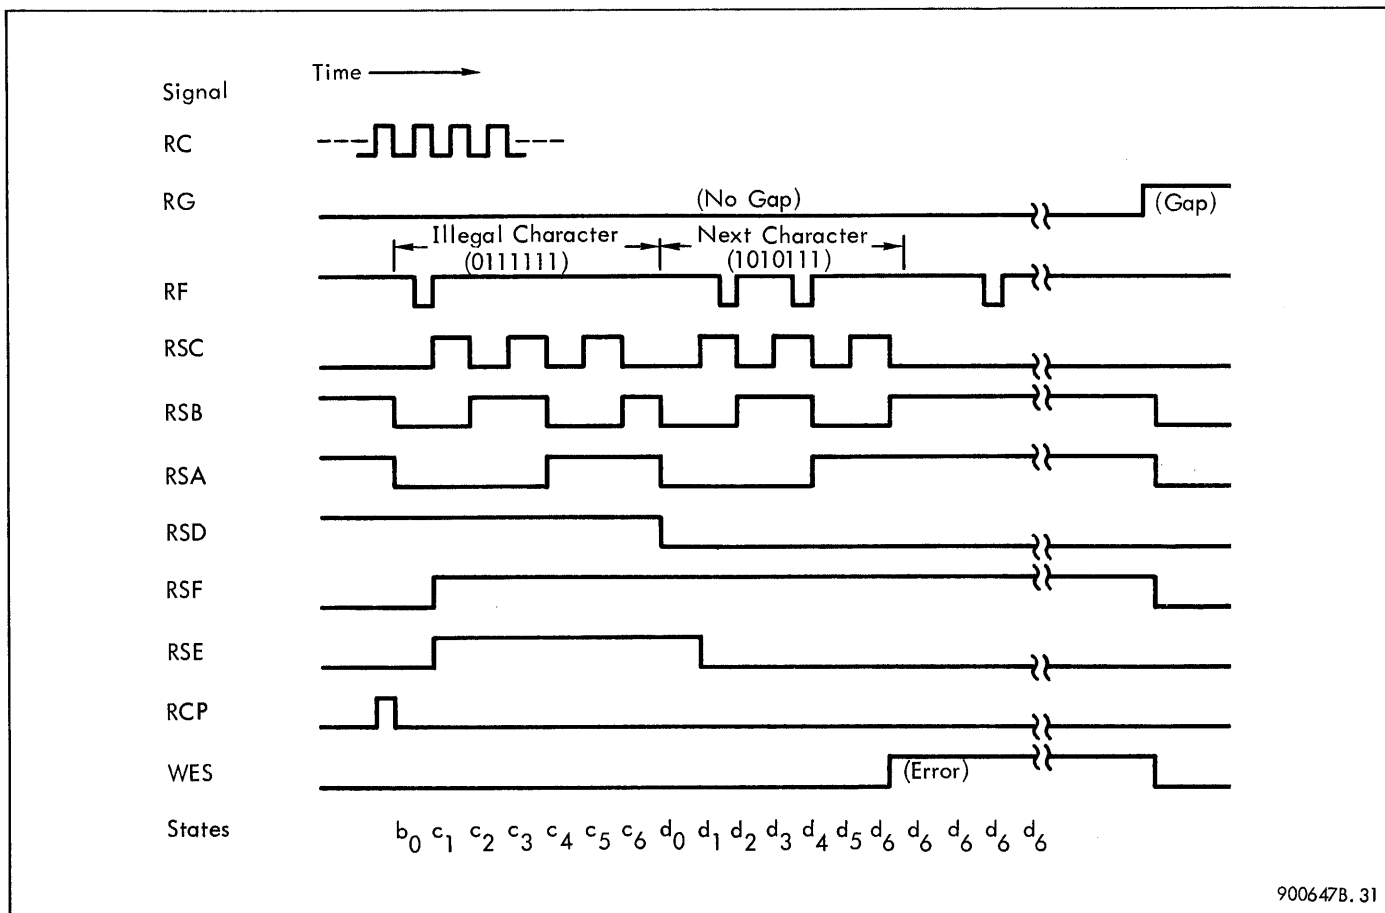 Time
Signal
RC
RG
(No Gap)
(Gap)
Illegal Character
(0111111)
Next Character
(1010111)
RF
RSC
RSB
RSA
RSD
RSF
RSE
RCP
WES
(Error)
States b0 c1 c2 c3 c4 c5 c6 d0 d1 d2 d3 d4 d5 d6 d6 d6 d6 d6
900647B.31